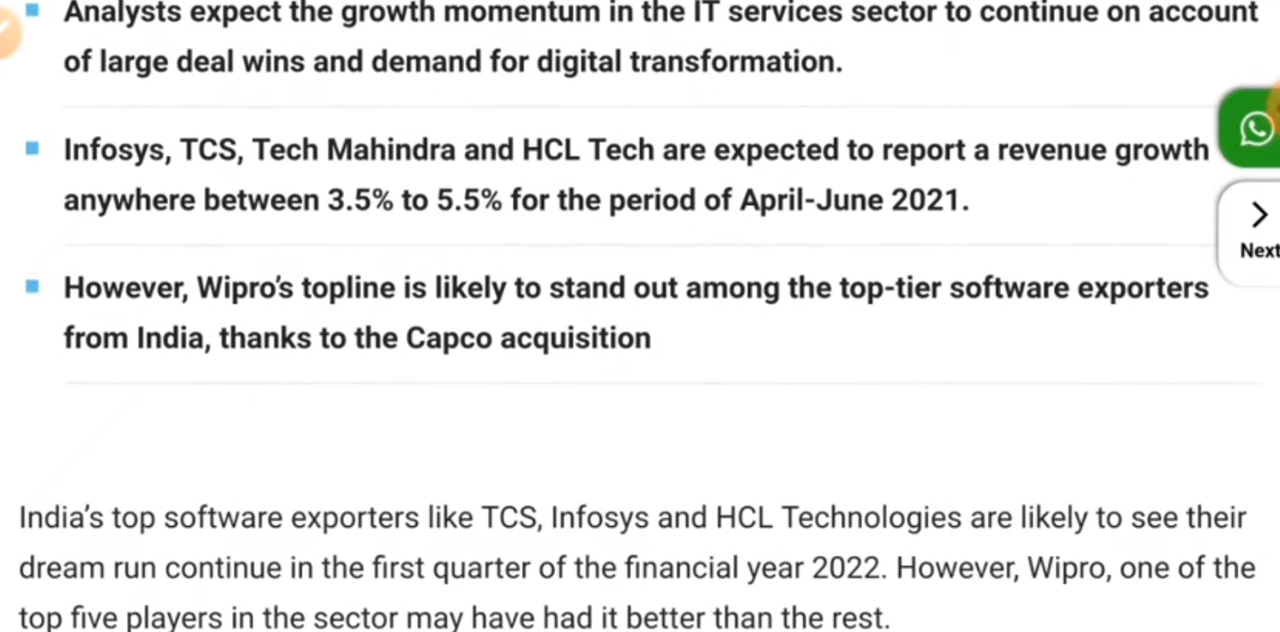 Analysts expect the growth momentum in the IT services sector to continue on account
of large deal wins and demand for digital transformation.
Infosys, TCS, Tech Mahindra and HCL Tech are expected to report a revenue growth
anywhere between 3.5% to 5.5% for the period of April-June 2021.
Next
However, Wipro's topline is likely to stand out among the top-tier software exporters
from India, thanks to the Capco acquisition
India's top software exporters like TCS, Infosys and HCL Technologies are likely to see their
dream run continue in the first quarter of the financial year 2022. However, Wipro, one of the
top five players in the sector may have had it better than the rest.